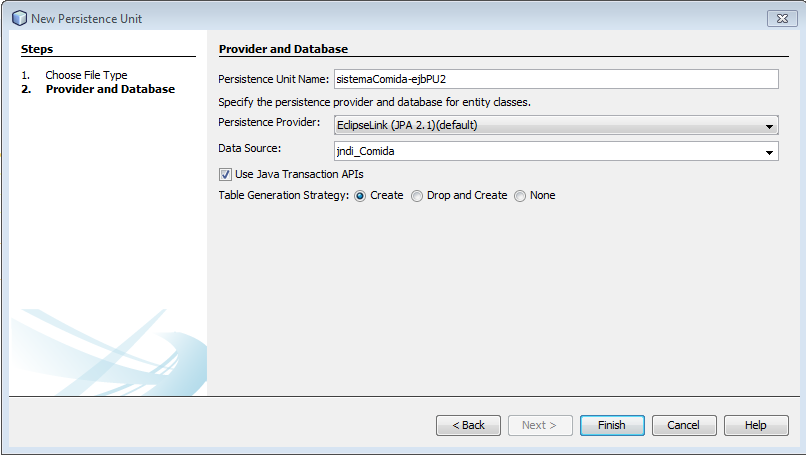 New Persistence Unit
Steps
1. Choose File Type
2. Provider and Database
Provider and Database
Persistence Unit Name: sistemaComida-ejbPU2
Specify the persistence provider and database for entity classes.
Persistence Provider: EclipseLink (JPA 2.1)(default)
Data Source: jndi_Comida
Use Java Transaction APIs
Table Generation Strategy: Create Drop and Create None
< Back Next > Finish Cancel Help